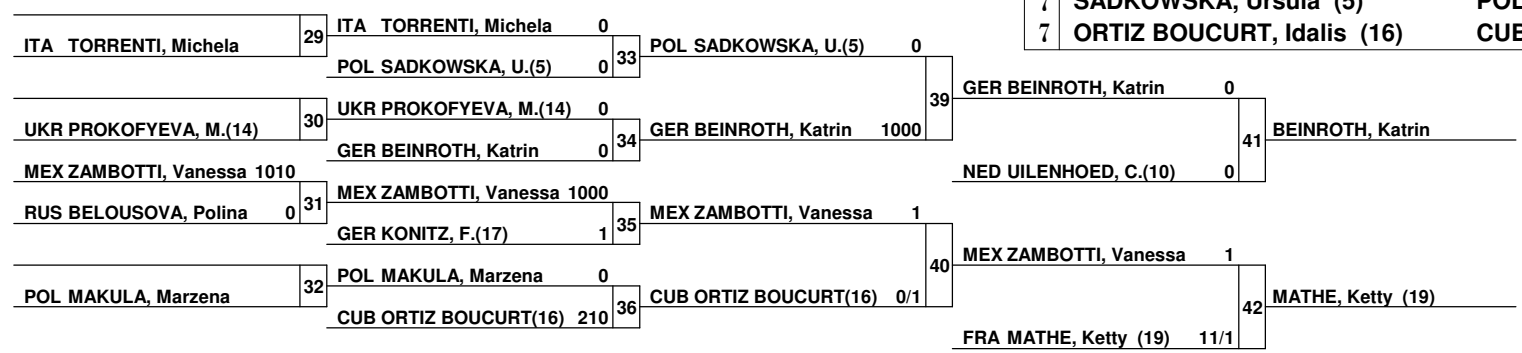 7 SADKOWSKA, Ursula (5) POL
7 ORTIZ BOUCURT, Idalis (16) CUB
ITA TORRENTI, Michela
29
UKR PROKOFYEVA, M.(14)
30
MEX ZAMBOTTI, Vanessa 1010
RUS BELOUSOVA, Polina 0
31
POL MAKULA, Marzena
32
ITA TORRENTI, Michela 0
POL SADKOWSKA, U.(5) 0
33
UKR PROKOFYEVA, M.(14) 0
GER BEINROTH, Katrin 0
34
MEX ZAMBOTTI, Vanessa 1000
GER KONITZ, F.(17) 1
35
POL MAKULA, Marzena 0
CUB ORTIZ BOUCURT(16) 210
36
POL SADKOWSKA, U.(5) 0
GER BEINROTH, Katrin 1000
39
MEX ZAMBOTTI, Vanessa 1
CUB ORTIZ BOUCURT(16) 0/1
40
GER BEINROTH, Katrin 0
NED UILENHOED, C.(10) 0
41
MEX ZAMBOTTI, Vanessa 1
FRA MATHE, Ketty (19) 11/1
42
BEINROTH, Katrin
MATHE, Ketty (19)